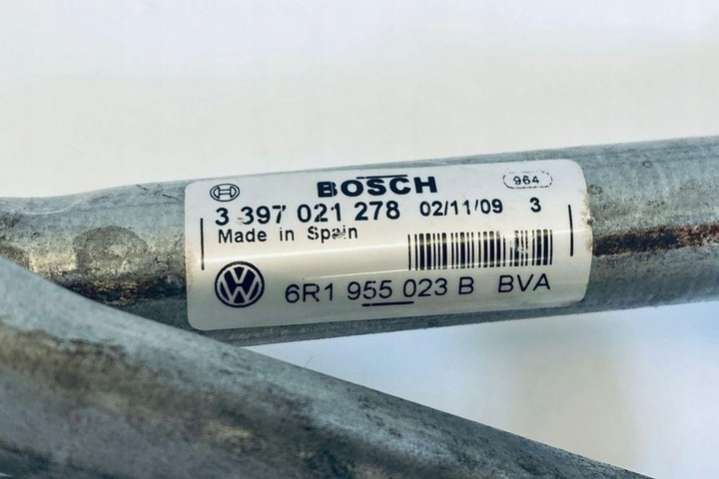 BOSCH 964
3 397 021 278 02/11/09 3
Made in Spain
6R1 955 023 B BVA